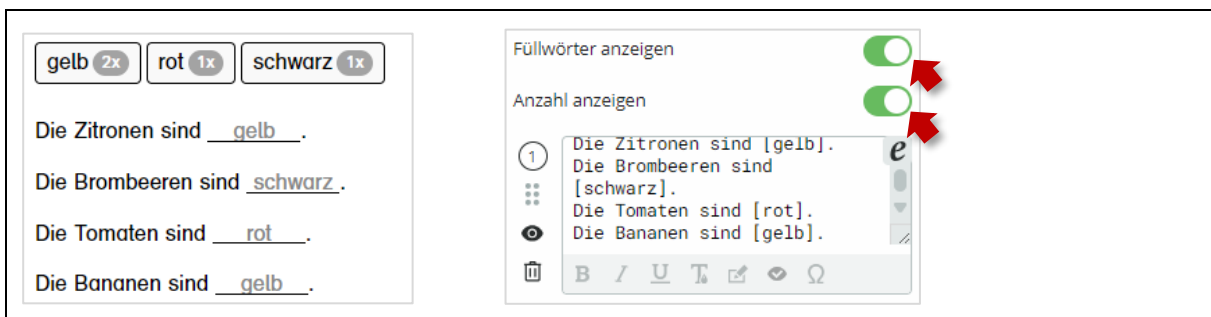 gelb 2x rot 1x schwarz 1x
Die Zitronen sind gelb.
Die Brombeeren sind schwarz.
Die Tomaten sind rot.
Die Bananen sind gelb.
Füllwörter anzeigen
Anzahl anzeigen
1
Die Zitronen sind [gelb].
Die Brombeeren sind
[schwarz].
Die Tomaten sind [rot].
Die Bananen sind [gelb].
e
B I U T Ω